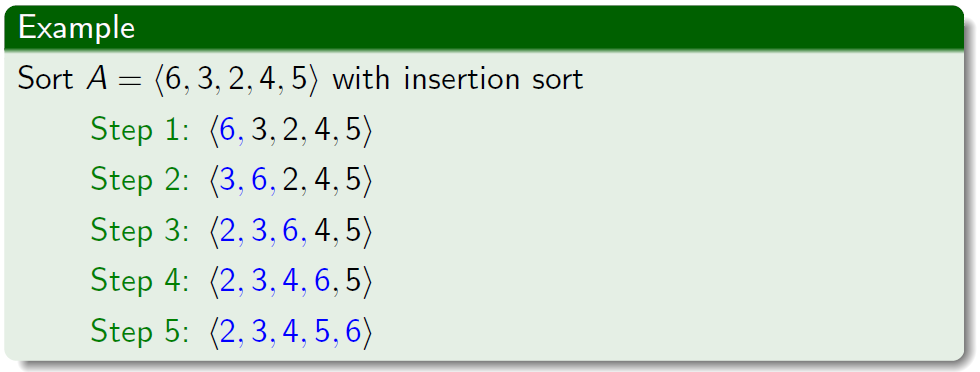 Example
Sort A = ⟨6, 3, 2, 4, 5⟩ with insertion sort
Step 1: ⟨6, 3, 2, 4, 5⟩
Step 2: ⟨3, 6, 2, 4, 5⟩
Step 3: ⟨2, 3, 6, 4, 5⟩
Step 4: ⟨2, 3, 4, 6, 5⟩
Step 5: ⟨2, 3, 4, 5, 6⟩